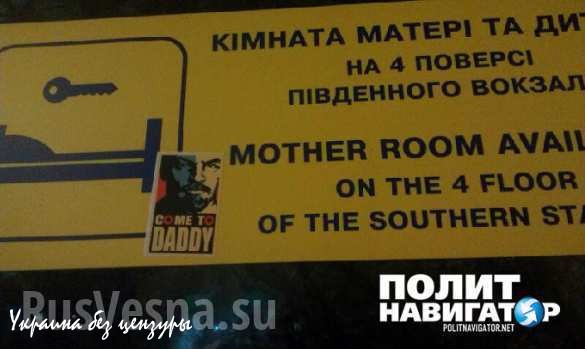 КІМНАТА МАТЕРІ ТА ДИТ
НА 4 ПОВЕРСІ
ПІВДЕННОГО ВОКЗАЛ
MOTHER ROOM AVAIL
ON THE 4 FLOOR
OF THE SOUTHERN STA
COME TO
DADDY
ПОЛИТ
НАВИГАТОР
POLITNAVIGATOR.NET
RusVesna.su
Украина без цензуры